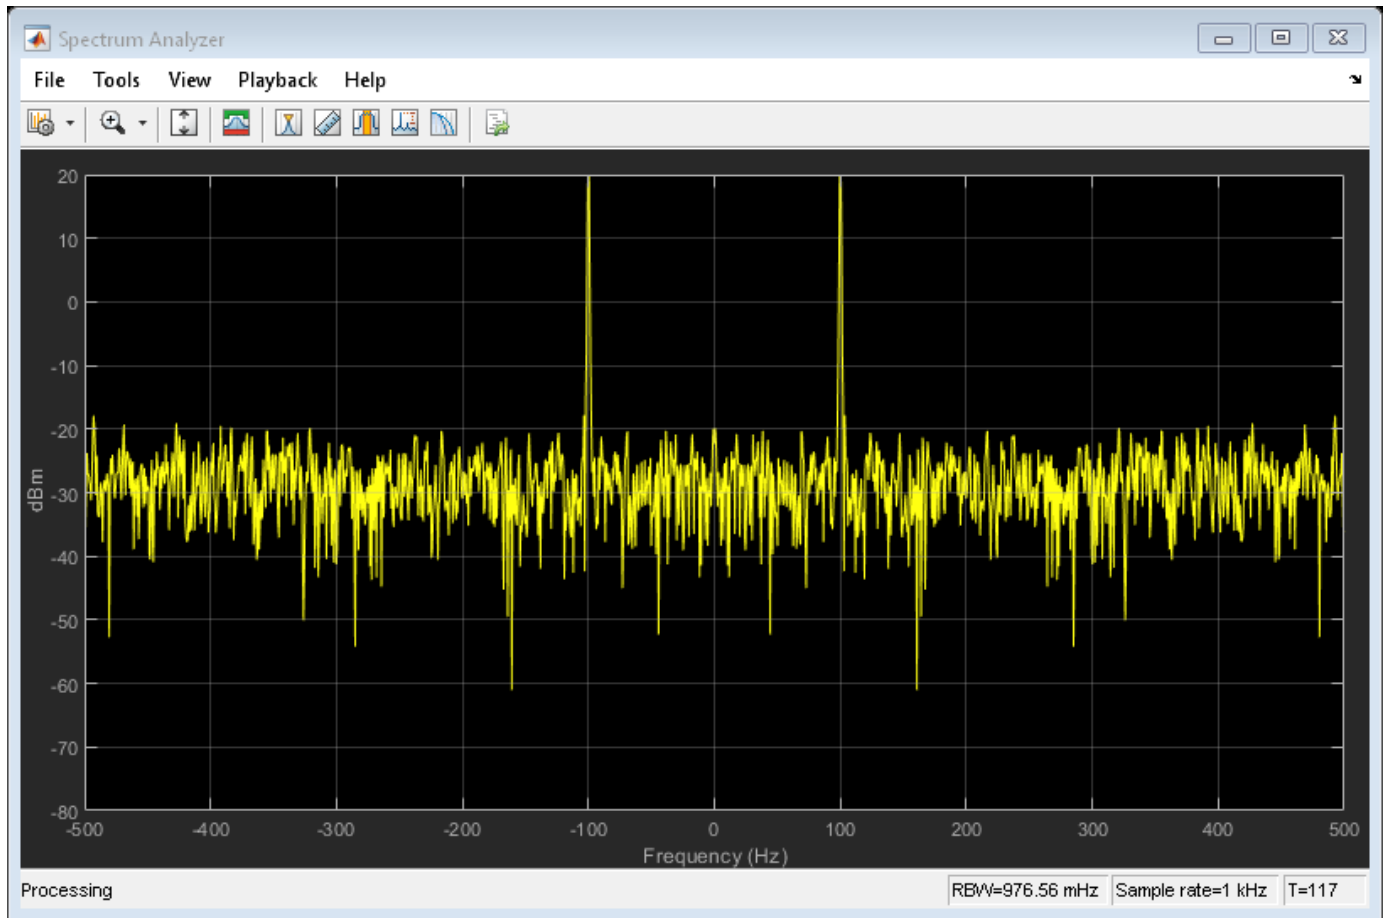 Spectrum Analyzer
File Tools View Playback Help
20
10
0
-10
-20
-30
-40
-50
-60
-70
-80
dBm
-500 -400 -300 -200 -100 0 100 200 300 400 500
Frequency (Hz)
Processing RBW=976.56 mHz Sample rate=1 kHz T=117